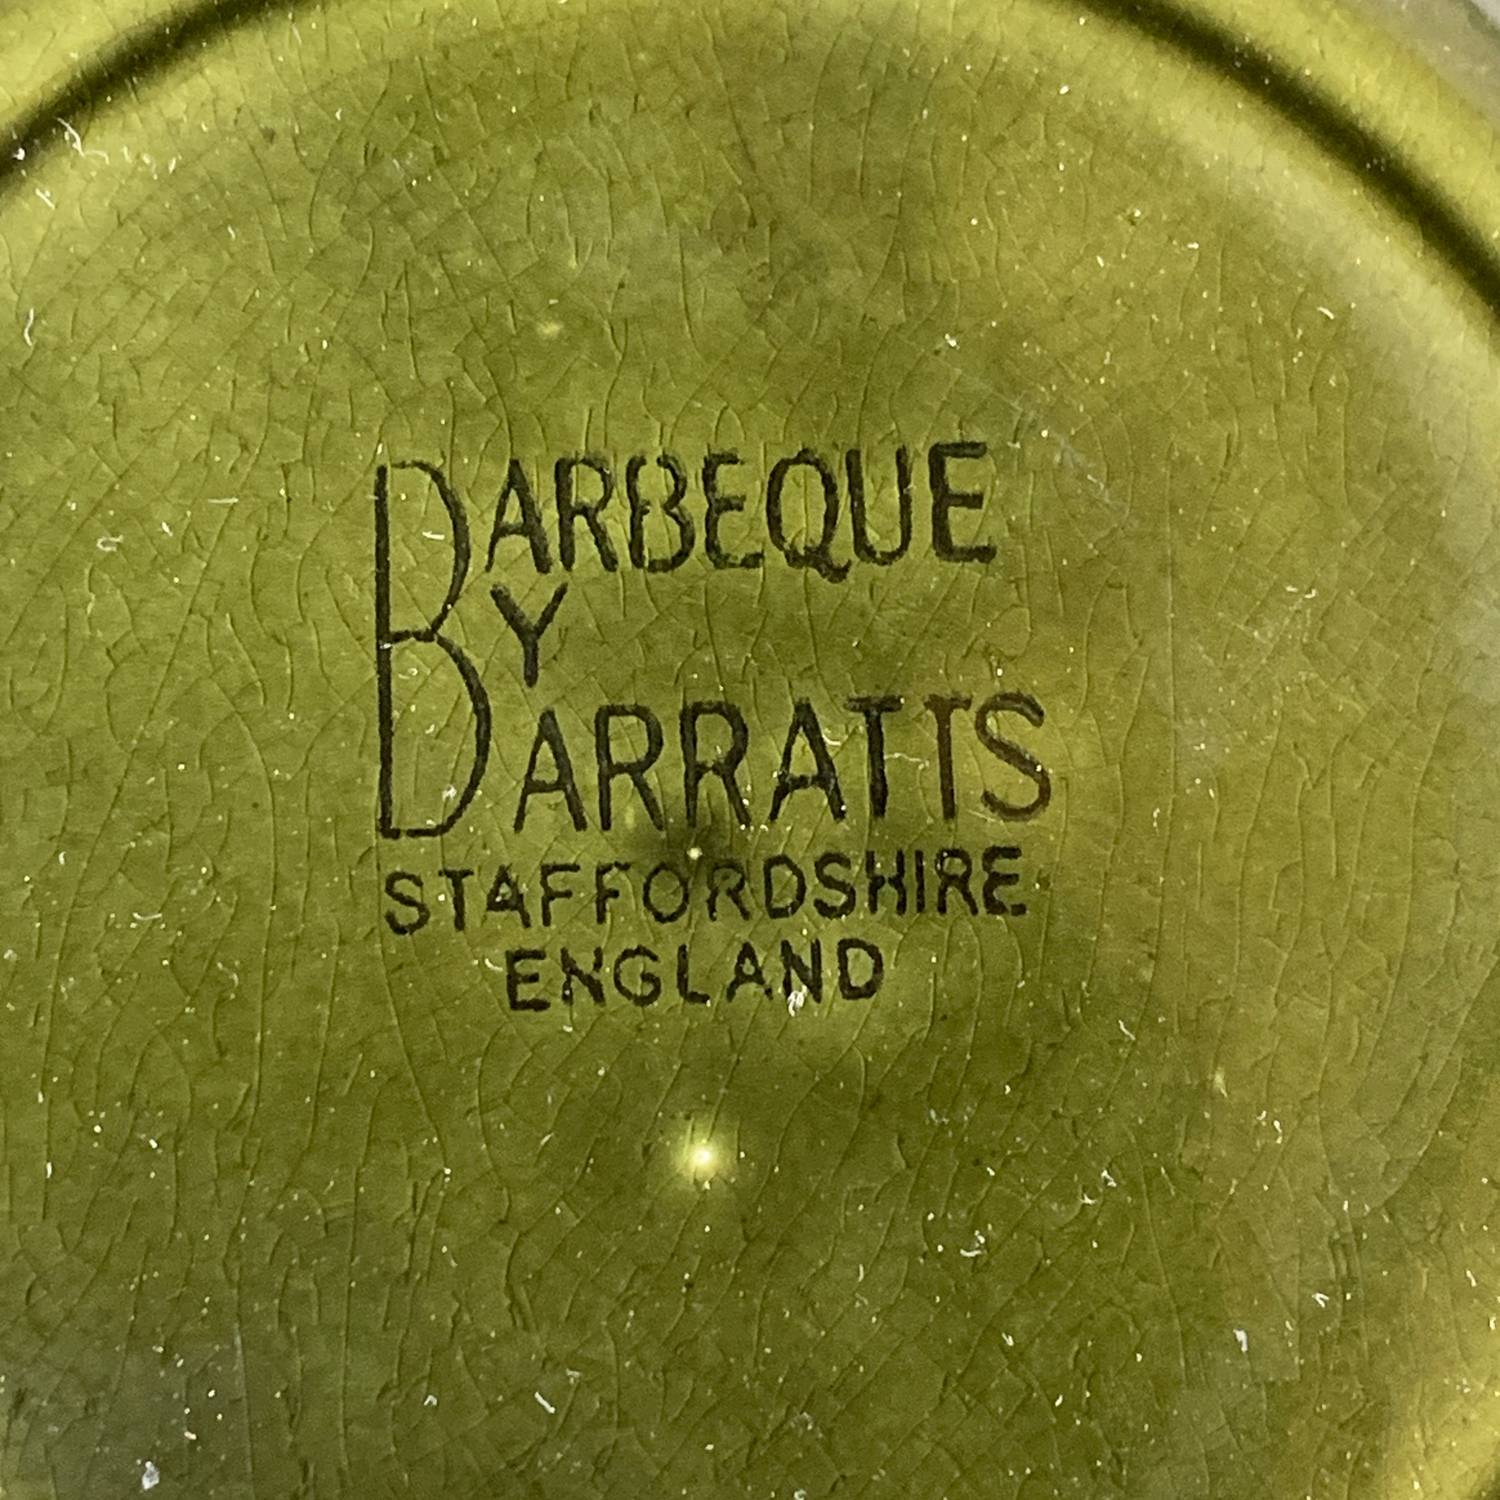 BARBEQUE
BY
BARRATTS
STAFFORDSHIRE
ENGLAND